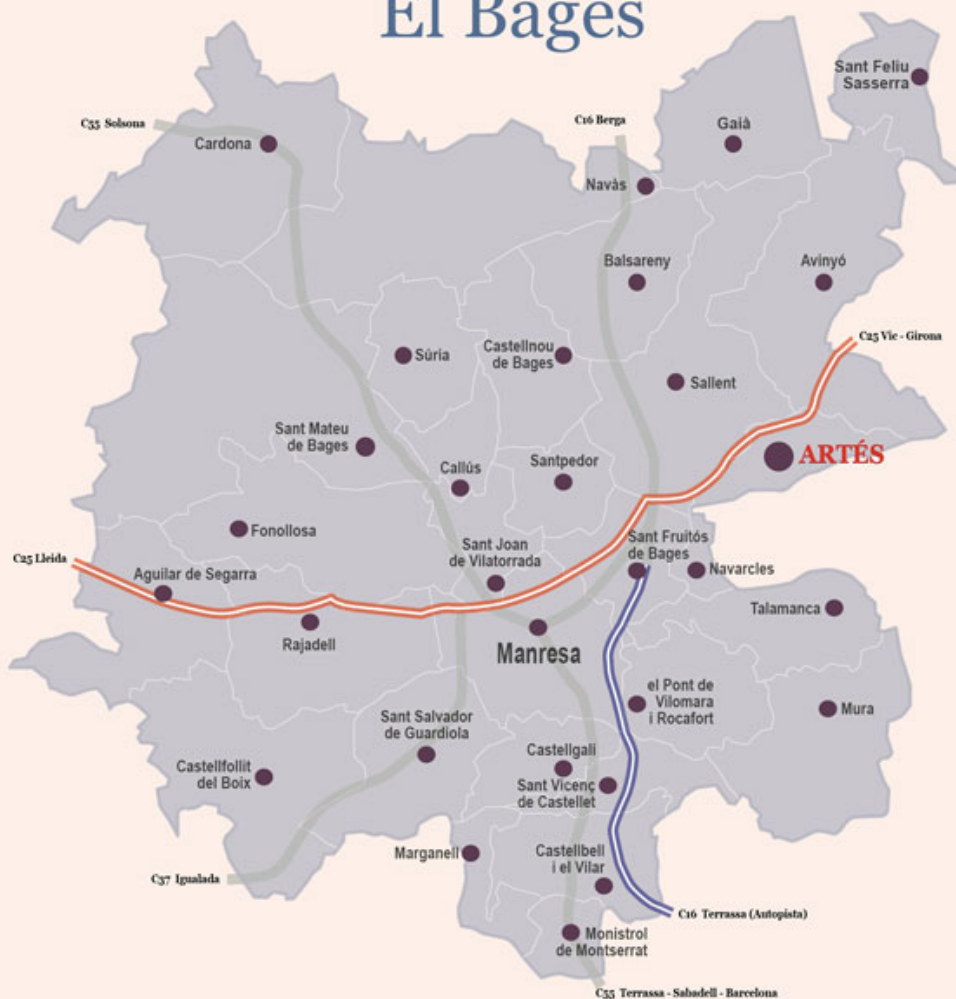 El Bages
Sant Feliu
Sasserra
C55 Solsona
C16 Berga
Gaià
Cardona
Navàs
Balsareny
Avinyó
C25 Vic - Girona
Súria
Castellnou
de Bages
Sallent
Sant Mateu
de Bages
ARTÉS
Callús
Santpedor
Fonollosa
Sant Joan
de Vilatorrada
Sant Fruitós
de Bages
C25 Lleida
Aguilar de Segarra
Navarcles
Talamanca
Rajadell
Manresa
el Pont de
Vilomara
i Rocafort
Mura
Sant Salvador
de Guardiola
Castellfollit
del Boix
Castellgalí
Sant Vicenç
de Castellet
Marganell
Castellbell
i el Vilar
C37 Igualada
C16 Terrassa (Autopista)
Monistrol
de Montserrat
C55 Terrassa - Sabadell - Barcelona